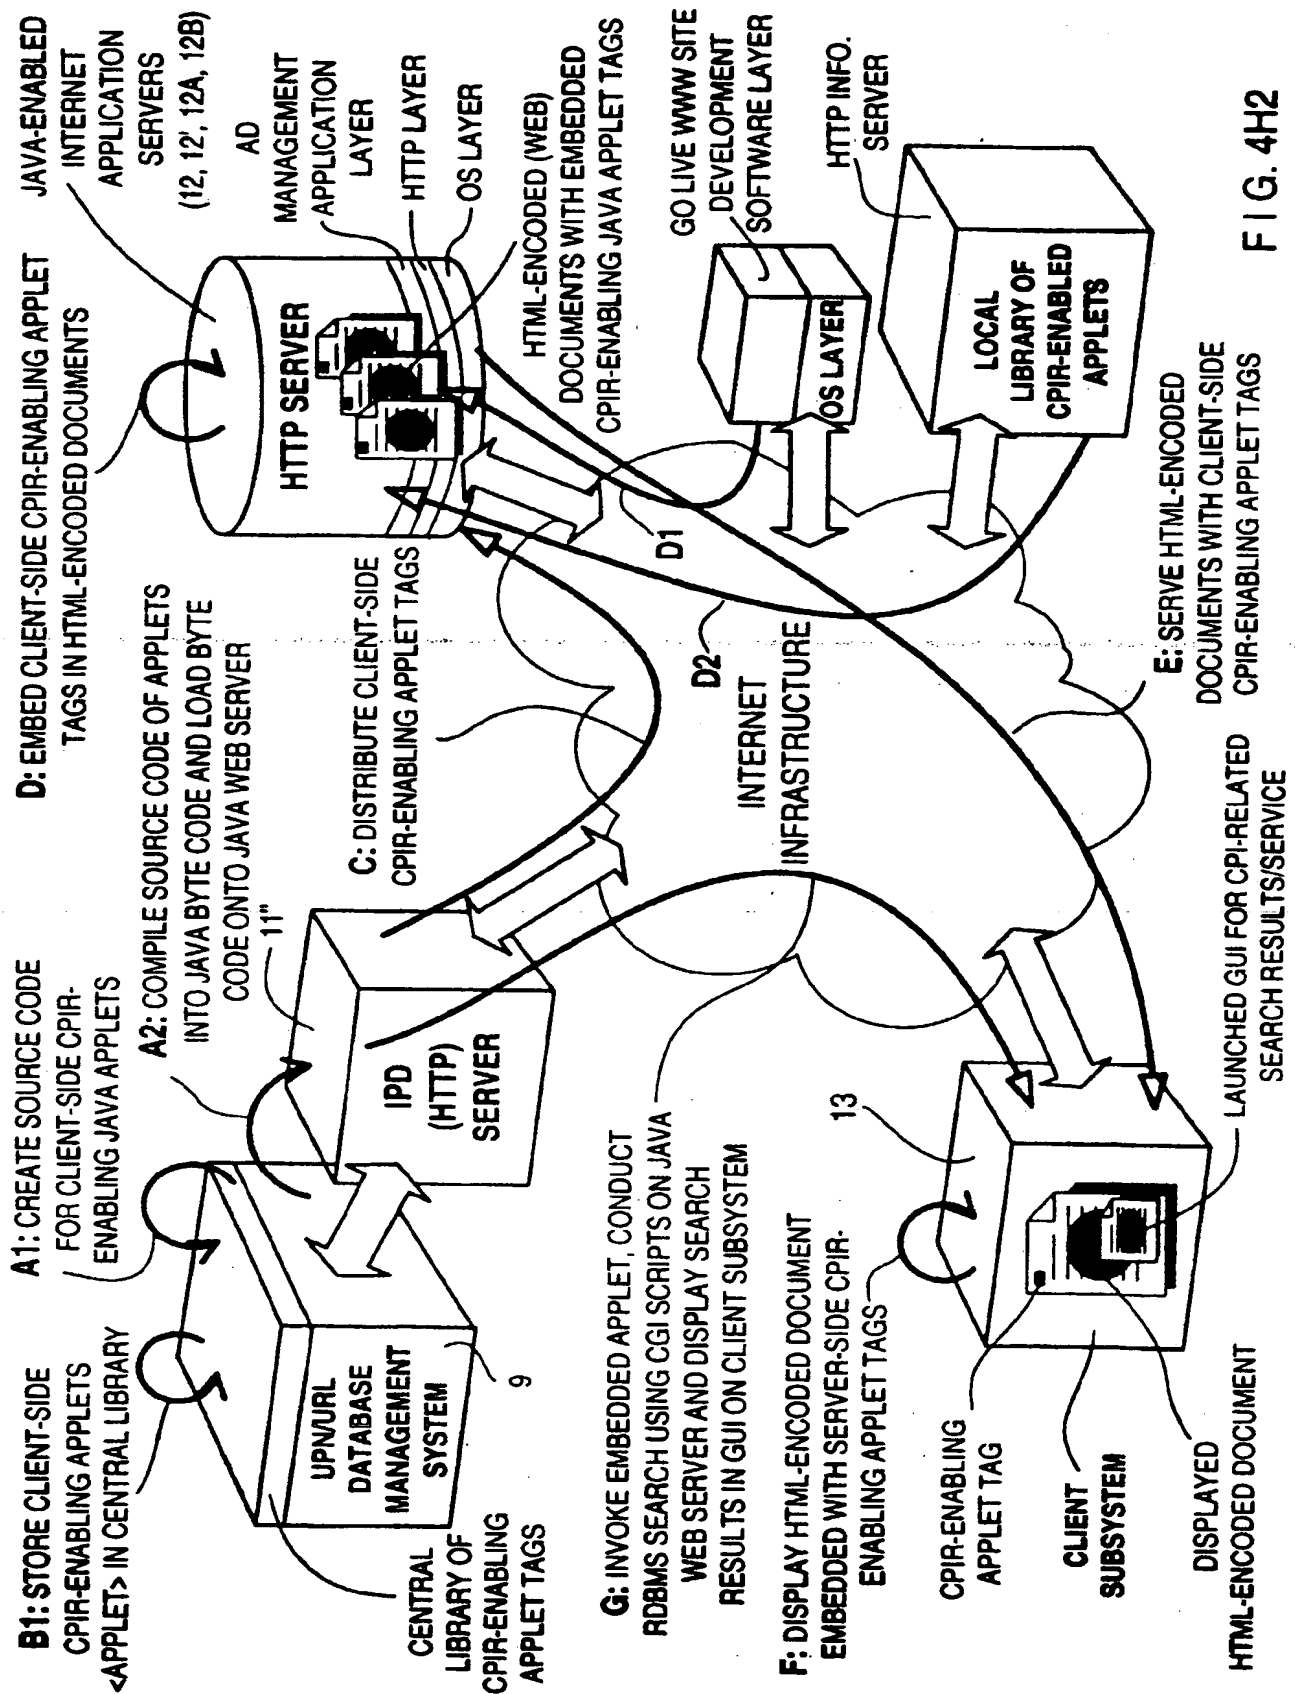 B1: STORE CLIENT-SIDE
CPIR-ENABLING APPLETS
<APPLET> IN CENTRAL LIBRARY
A1: CREATE SOURCE CODE
FOR CLIENT-SIDE CPIR-
ENABLING JAVA APPLETS
A2: COMPILE SOURCE CODE OF APPLETS
INTO JAVA BYTE CODE AND LOAD BYTE
CODE ONTO JAVA WEB SERVER
11"
D: EMBED CLIENT-SIDE CPIR-ENABLING APPLET
TAGS IN HTML-ENCODED DOCUMENTS
JAVA-ENABLED
INTERNET
APPLICATION
SERVERS
(12, 12', 12A, 12B)
AD
MANAGEMENT
APPLICATION
LAYER
HTTP LAYER
OS LAYER
HTML-ENCODED (WEB)
DOCUMENTS WITH EMBEDDED
CPIR-ENABLING JAVA APPLET TAGS
HTTP SERVER
UPN/URL
DATABASE
MANAGEMENT
SYSTEM
9
CENTRAL
LIBRARY OF
CPIR-ENABLING
APPLET TAGS
IPD
(HTTP)
SERVER
C: DISTRIBUTE CLIENT-SIDE
CPIR-ENABLING APPLET TAGS
D1
D2
INTERNET
INFRASTRUCTURE
GO LIVE WWW SITE
DEVELOPMENT
SOFTWARE LAYER
OS LAYER
HTTP INFO.
SERVER
LOCAL
LIBRARY OF
CPIR-ENABLED
APPLETS
G: INVOKE EMBEDDED APPLET, CONDUCT
RDBMS SEARCH USING CGI SCRIPTS ON JAVA
WEB SERVER AND DISPLAY SEARCH
RESULTS IN GUI ON CLIENT SUBSYSTEM
F: DISPLAY HTML-ENCODED DOCUMENT
EMBEDDED WITH SERVER-SIDE CPIR-
ENABLING APPLET TAGS
13
CPIR-ENABLING
APPLET TAG
CLIENT
SUBSYSTEM
DISPLAYED
HTML-ENCODED DOCUMENT
LAUNCHED GUI FOR CPI-RELATED
SEARCH RESULTS/SERVICE
E: SERVE HTML-ENCODED
DOCUMENTS WITH CLIENT-SIDE
CPIR-ENABLING APPLET TAGS
FIG. 4H2